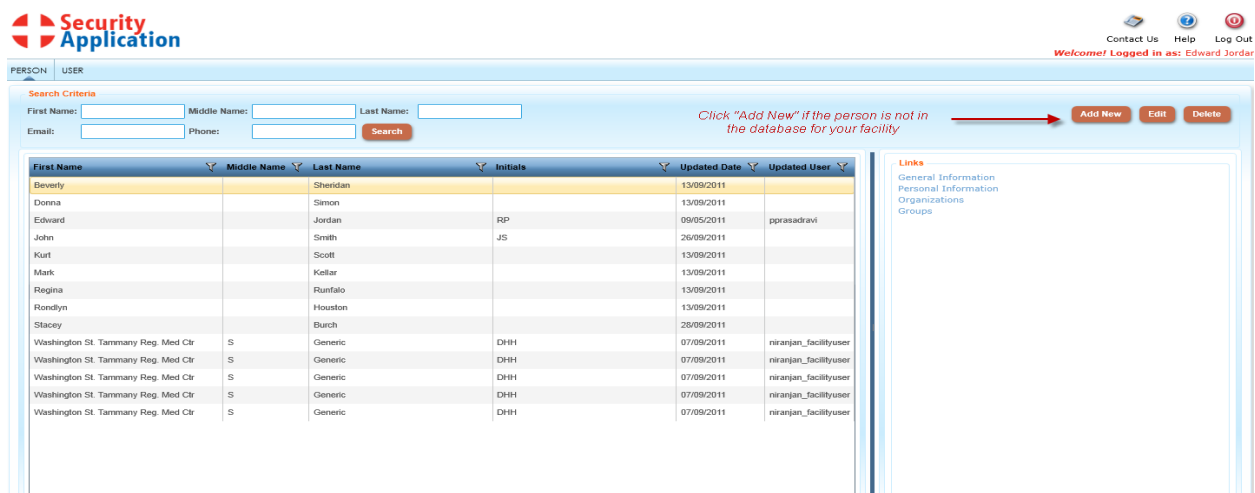 Security
Application
Contact Us Help Log Out
Welcome! Logged in as: Edward Jordan
PERSON USER
Search Criteria
First Name: Middle Name: Last Name:
Email: Phone: Search
Click "Add New" if the person is not in
the database for your facility
Add New Edit Delete
First Name Middle Name Last Name Initials Updated Date Updated User
Beverly Sheridan 13/09/2011
Donna Simon 13/09/2011
Edward Jordan RP 09/05/2011 pprasadravi
John Smith JS 26/09/2011
Kurt Scott 13/09/2011
Mark Kellar 13/09/2011
Regina Runfalo 13/09/2011
Rondlyn Houston 13/09/2011
Stacey Burch 28/09/2011
Washington St. Tammany Reg. Med Ctr S Generic DHH 07/09/2011 niranjan_facilityuser
Washington St. Tammany Reg. Med Ctr S Generic DHH 07/09/2011 niranjan_facilityuser
Washington St. Tammany Reg. Med Ctr S Generic DHH 07/09/2011 niranjan_facilityuser
Washington St. Tammany Reg. Med Ctr S Generic DHH 07/09/2011 niranjan_facilityuser
Washington St. Tammany Reg. Med Ctr S Generic DHH 07/09/2011 niranjan_facilityuser
Links
General Information
Personal Information
Organizations
Groups